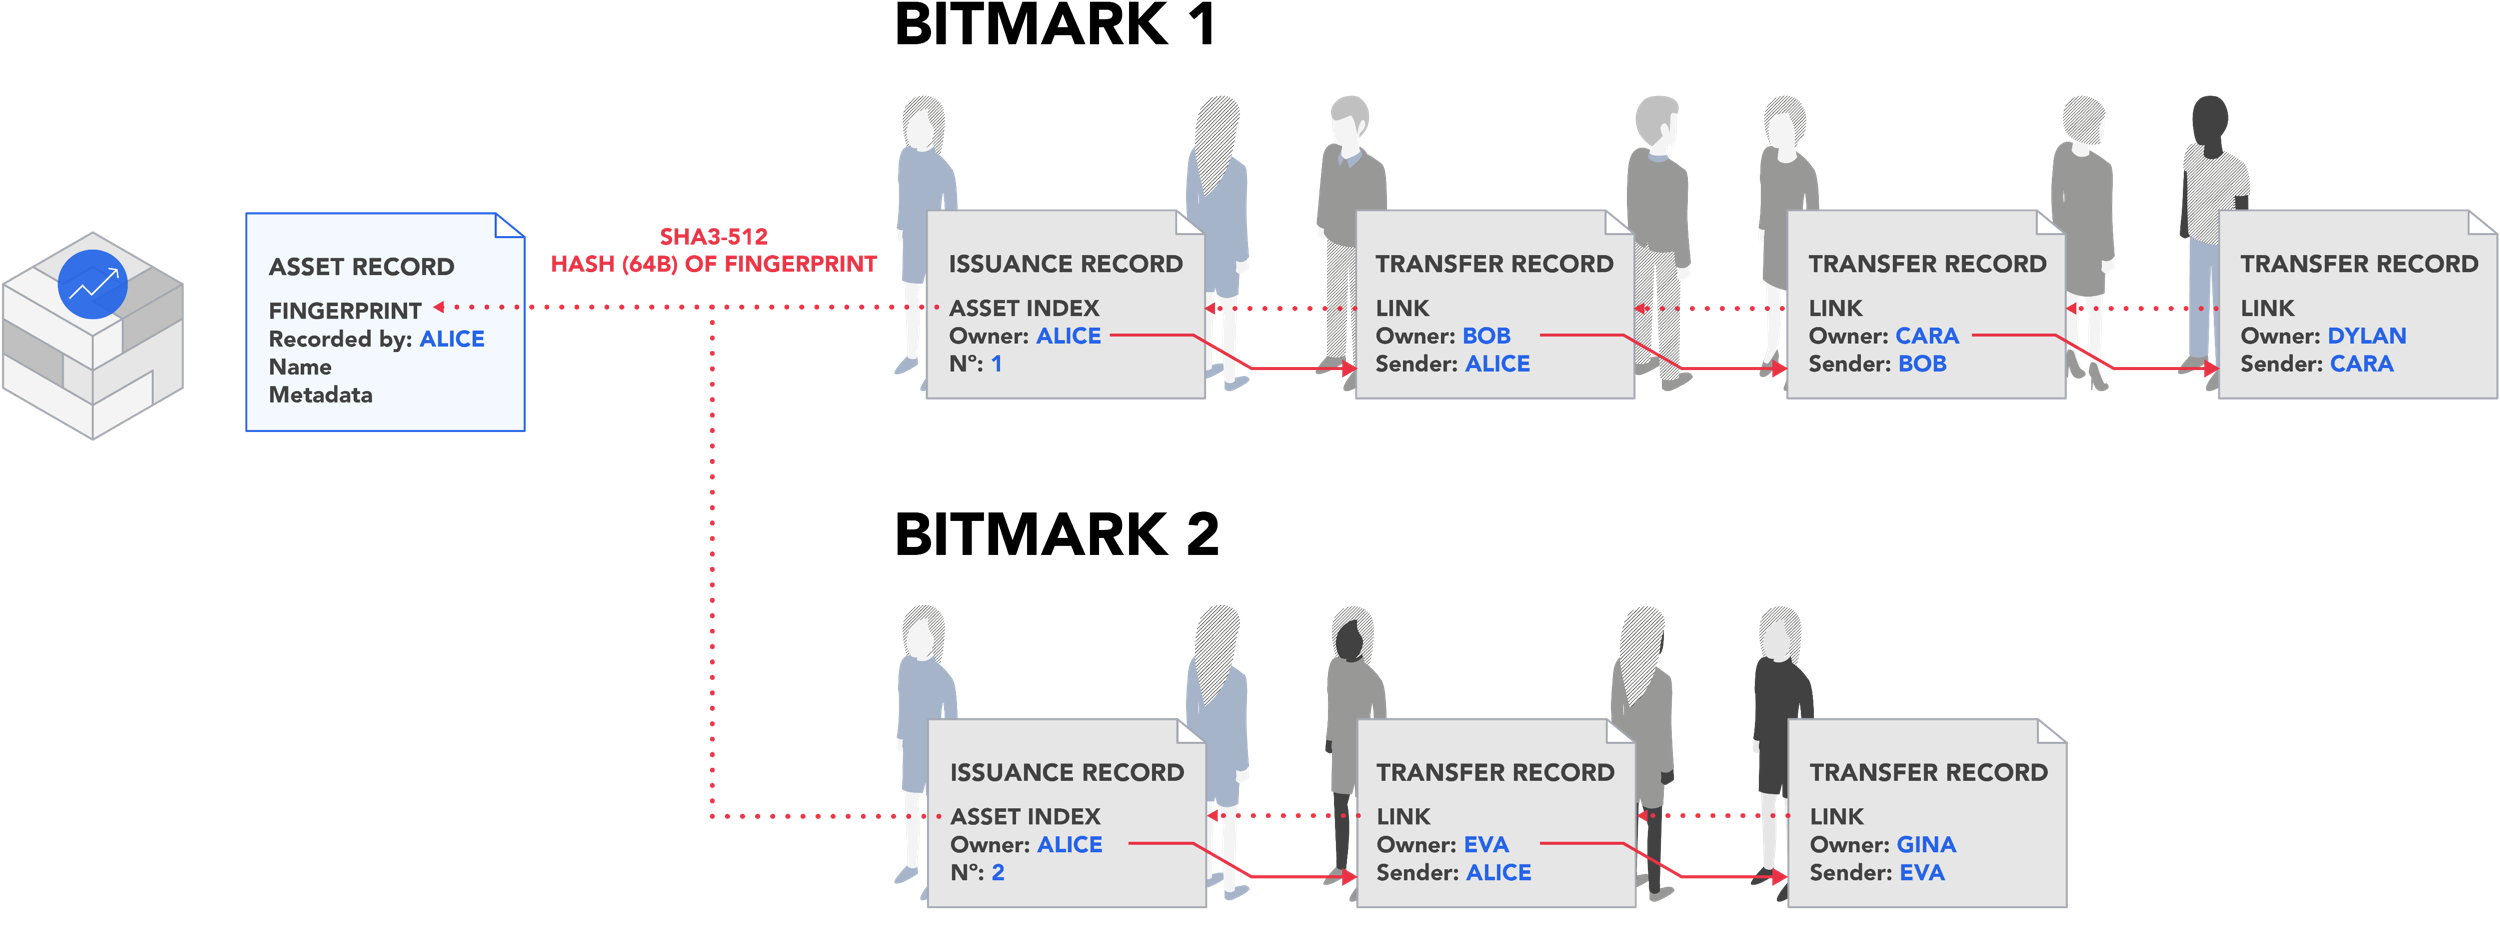 BITMARK 1
ASSET RECORD
FINGERPRINT
Recorded by: ALICE
Name
Metadata
SHA3-512
HASH (64B) OF FINGERPRINT
ISSUANCE RECORD
ASSET INDEX
Owner: ALICE
Nº: 1
TRANSFER RECORD
LINK
Owner: BOB
Sender: ALICE
TRANSFER RECORD
LINK
Owner: CARA
Sender: BOB
TRANSFER RECORD
LINK
Owner: DYLAN
Sender: CARA
BITMARK 2
ISSUANCE RECORD
ASSET INDEX
Owner: ALICE
Nº: 2
TRANSFER RECORD
LINK
Owner: EVA
Sender: ALICE
TRANSFER RECORD
LINK
Owner: GINA
Sender: EVA